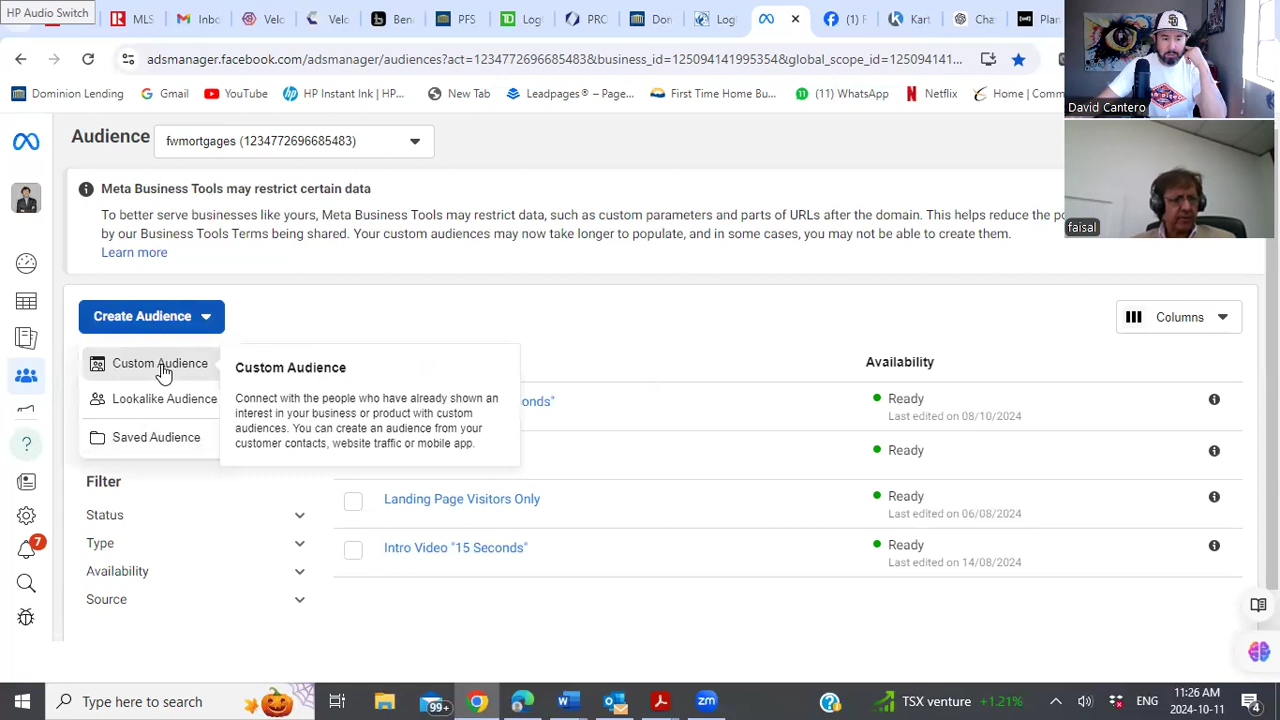 HP Audio Switch
MLS
Inb
Velo
Velo
Ber
PFS
Log
PRO
Don
Logi
(1) F
Kart
Cha
Plan
adsmanager.facebook.com/adsmanager/audiences?act=1234772696685483&business_id=125094141995354&global_scope_id=125094141...
Dominion Lending
Gmail
YouTube
HP Instant Ink | HP...
New Tab
Leadpages® – Page...
First Time Home Bu...
(11) WhatsApp
Netflix
Home | Comm
David Cantero
faisal
Audience
fwmortgages (1234772696685483)
Meta Business Tools may restrict certain data
To better serve businesses like yours, Meta Business Tools may restrict data, such as custom parameters and parts of URLs after the domain. This helps reduce the po
by our Business Tools Terms being shared. Your custom audiences may now take longer to populate, and in some cases, you may not be able to create them.
Learn more
Create Audience
Columns
Custom Audience
Lookalike Audience
Saved Audience
Custom Audience
Connect with the people who have already shown an
interest in your business or product with custom
audiences. You can create an audience from your
customer contacts, website traffic or mobile app.
Availability
onds"
Ready
Last edited on 08/10/2024
Ready
Landing Page Visitors Only
Ready
Last edited on 06/08/2024
Intro Video "15 Seconds"
Ready
Last edited on 14/08/2024
Filter
Status
Type
Availability
Source
7
Type here to search
99+
zm
TSX venture +1.21%
ENG
11:26 AM
2024-10-11
4